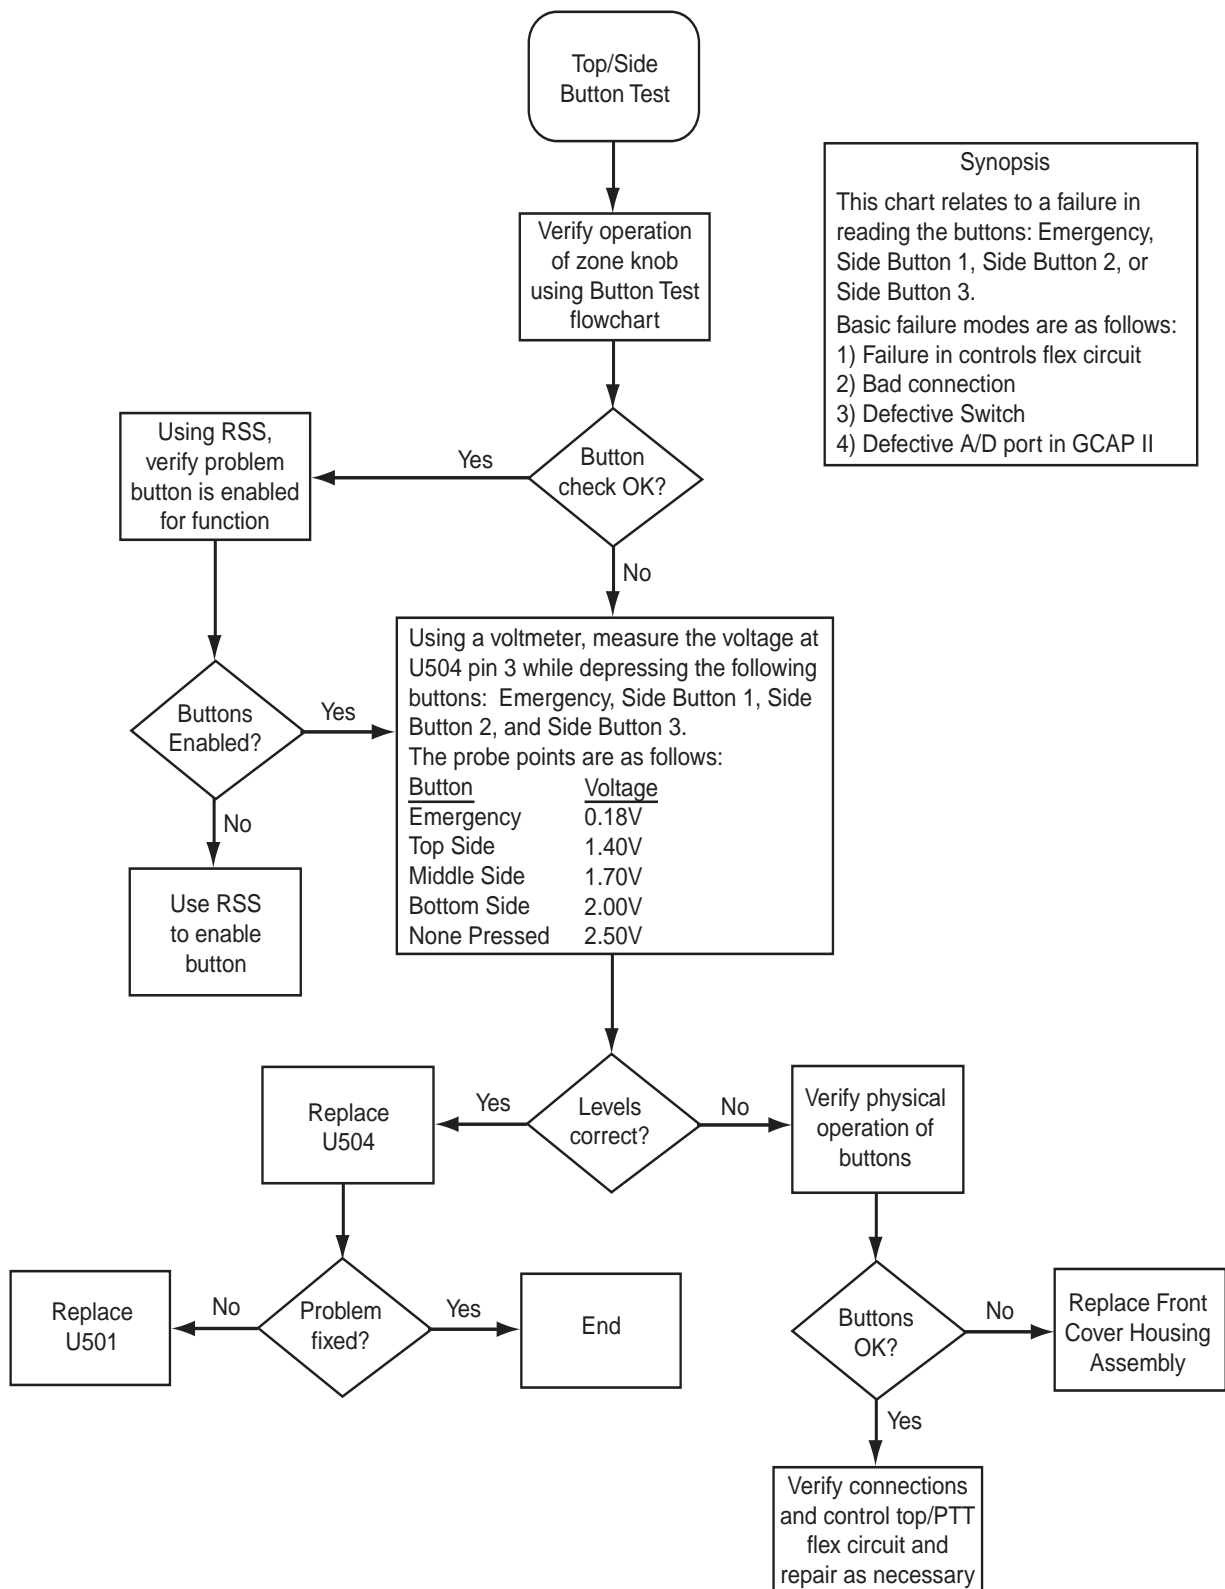 Top/Side
Button Test
Synopsis
This chart relates to a failure in
reading the buttons: Emergency,
Side Button 1, Side Button 2, or
Side Button 3.
Basic failure modes are as follows:
1) Failure in controls flex circuit
2) Bad connection
3) Defective Switch
4) Defective A/D port in GCAP II
Verify operation
of zone knob
using Button Test
flowchart
Button
check OK?
Yes
Using RSS,
verify problem
button is enabled
for function
No
Buttons
Enabled?
Yes
No
Use RSS
to enable
button
Using a voltmeter, measure the voltage at
U504 pin 3 while depressing the following
buttons: Emergency, Side Button 1, Side
Button 2, and Side Button 3.
The probe points are as follows:
Button Voltage
Emergency 0.18V
Top Side 1.40V
Middle Side 1.70V
Bottom Side 2.00V
None Pressed 2.50V
Levels
correct?
Yes
Replace
U504
No
Verify physical
operation of
buttons
Problem
fixed?
No
Replace
U501
Yes
End
Buttons
OK?
No
Replace Front
Cover Housing
Assembly
Yes
Verify connections
and control top/PTT
flex circuit and
repair as necessary